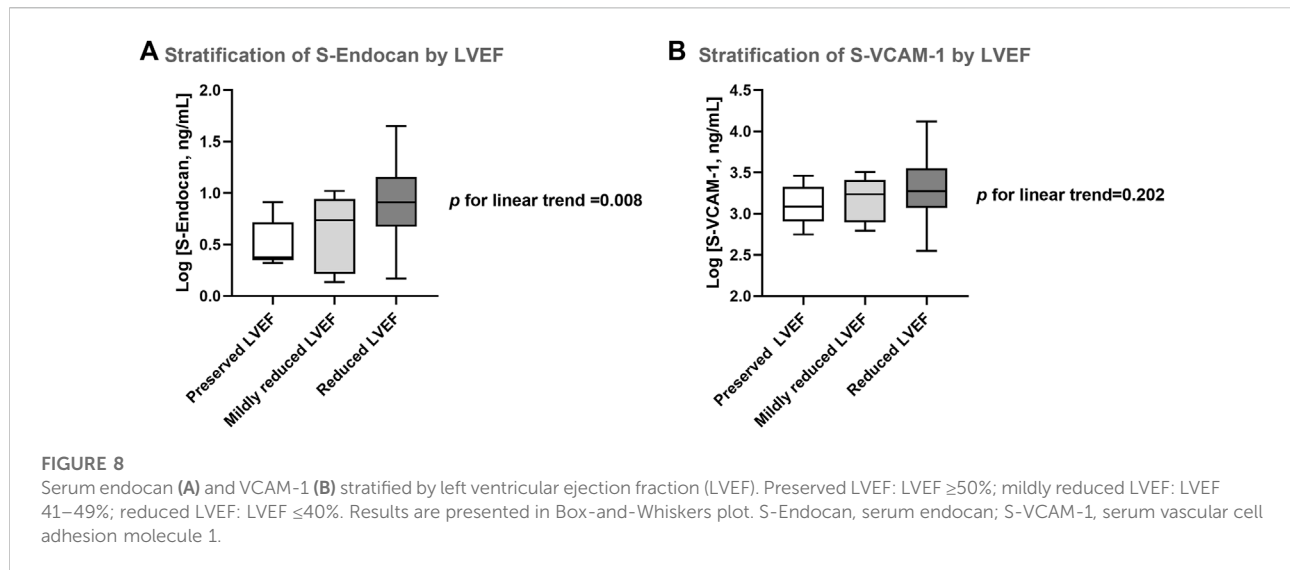 A Stratification of S-Endocan by LVEF
Log [S-Endocan, ng/mL]
2.0
1.5
1.0
0.5
0.0
p for linear trend =0.008
Preserved LVEF
Mildly reduced LVEF
Reduced LVEF
B Stratification of S-VCAM-1 by LVEF
Log [S-VCAM-1, ng/mL]
4.5
4.0
3.5
3.0
2.5
2.0
p for linear trend=0.202
Preserved LVEF
Mildly reduced LVEF
Reduced LVEF
FIGURE 8
Serum endocan (A) and VCAM-1 (B) stratified by left ventricular ejection fraction (LVEF). Preserved LVEF: LVEF ≥50%; mildly reduced LVEF: LVEF
41–49%; reduced LVEF: LVEF ≤40%. Results are presented in Box-and-Whiskers plot. S-Endocan, serum endocan; S-VCAM-1, serum vascular cell
adhesion molecule 1.